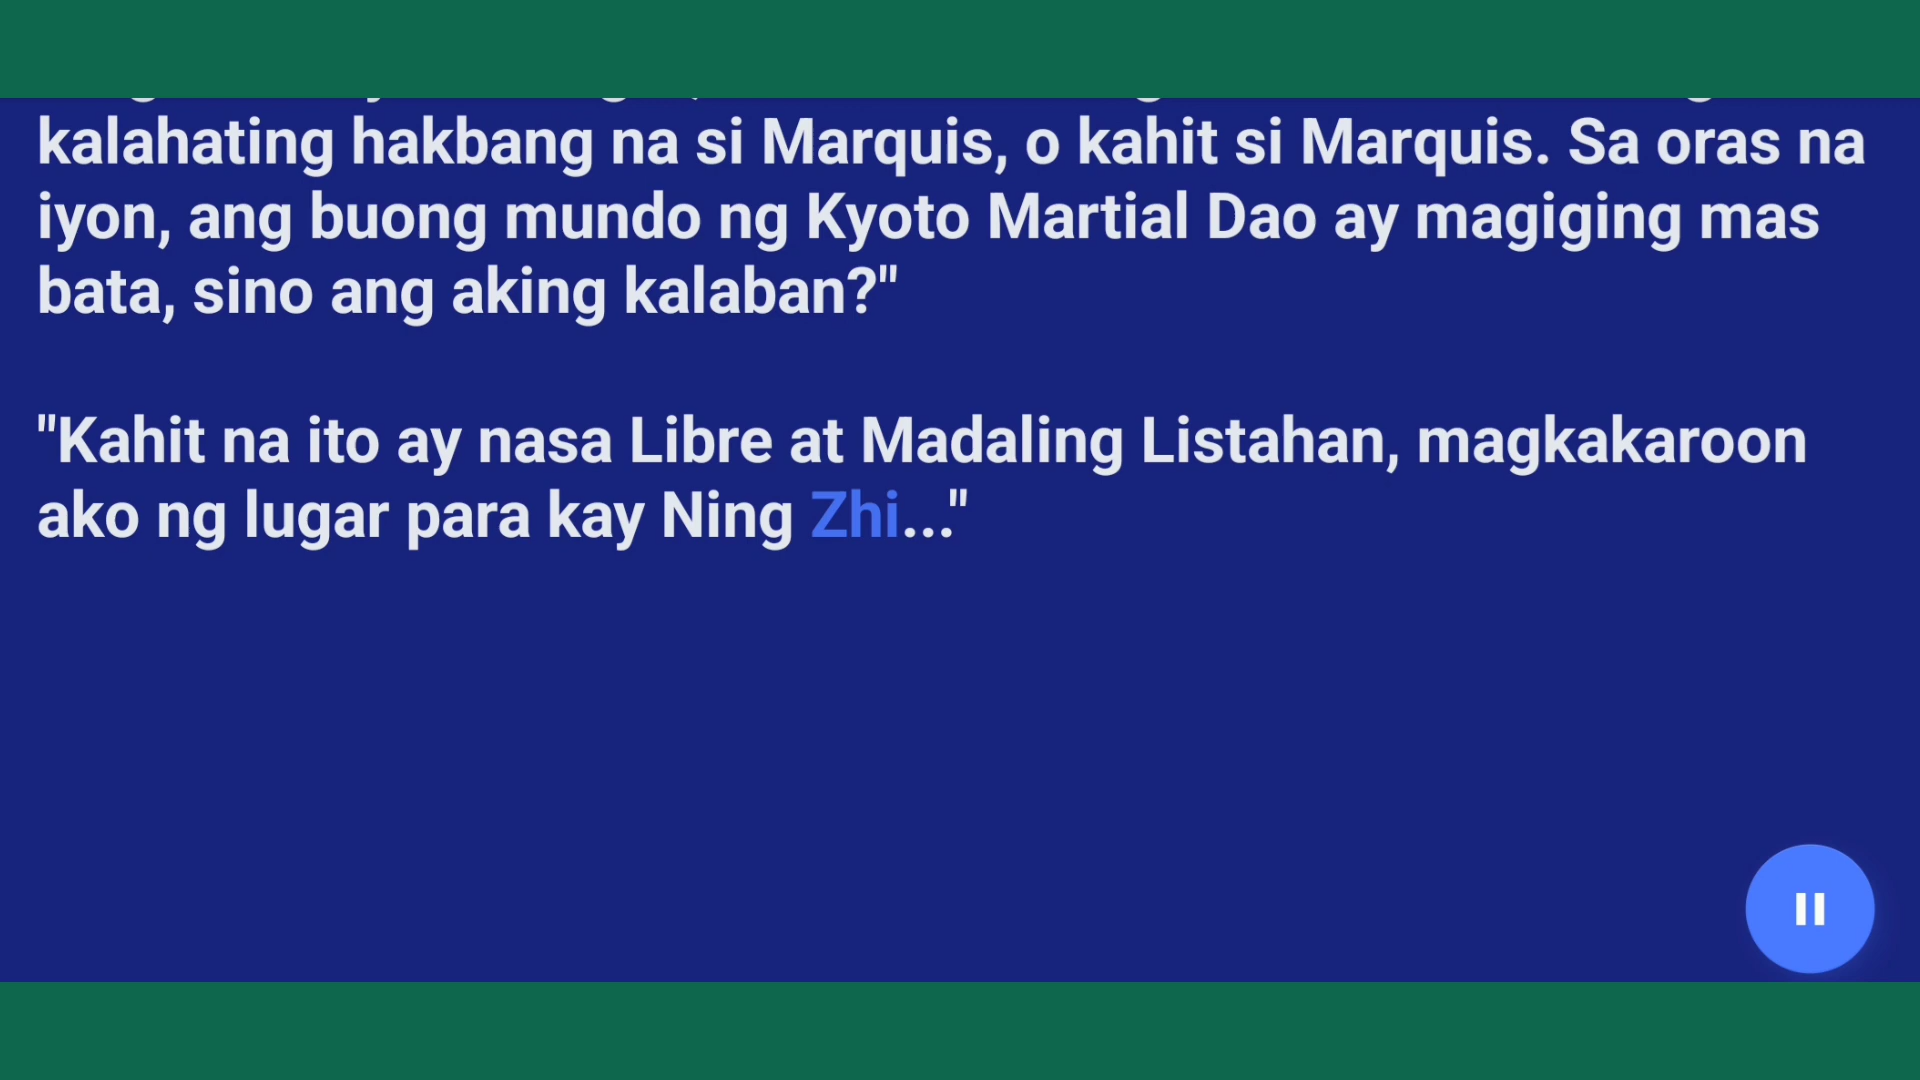 kalahating hakbang na si Marquis, o kahit si Marquis. Sa oras na
iyon, ang buong mundo ng Kyoto Martial Dao ay magiging mas
bata, sino ang aking kalaban?"
"Kahit na ito ay nasa Libre at Madaling Listahan, magkakaroon
ako ng lugar para kay Ning Zhi..."